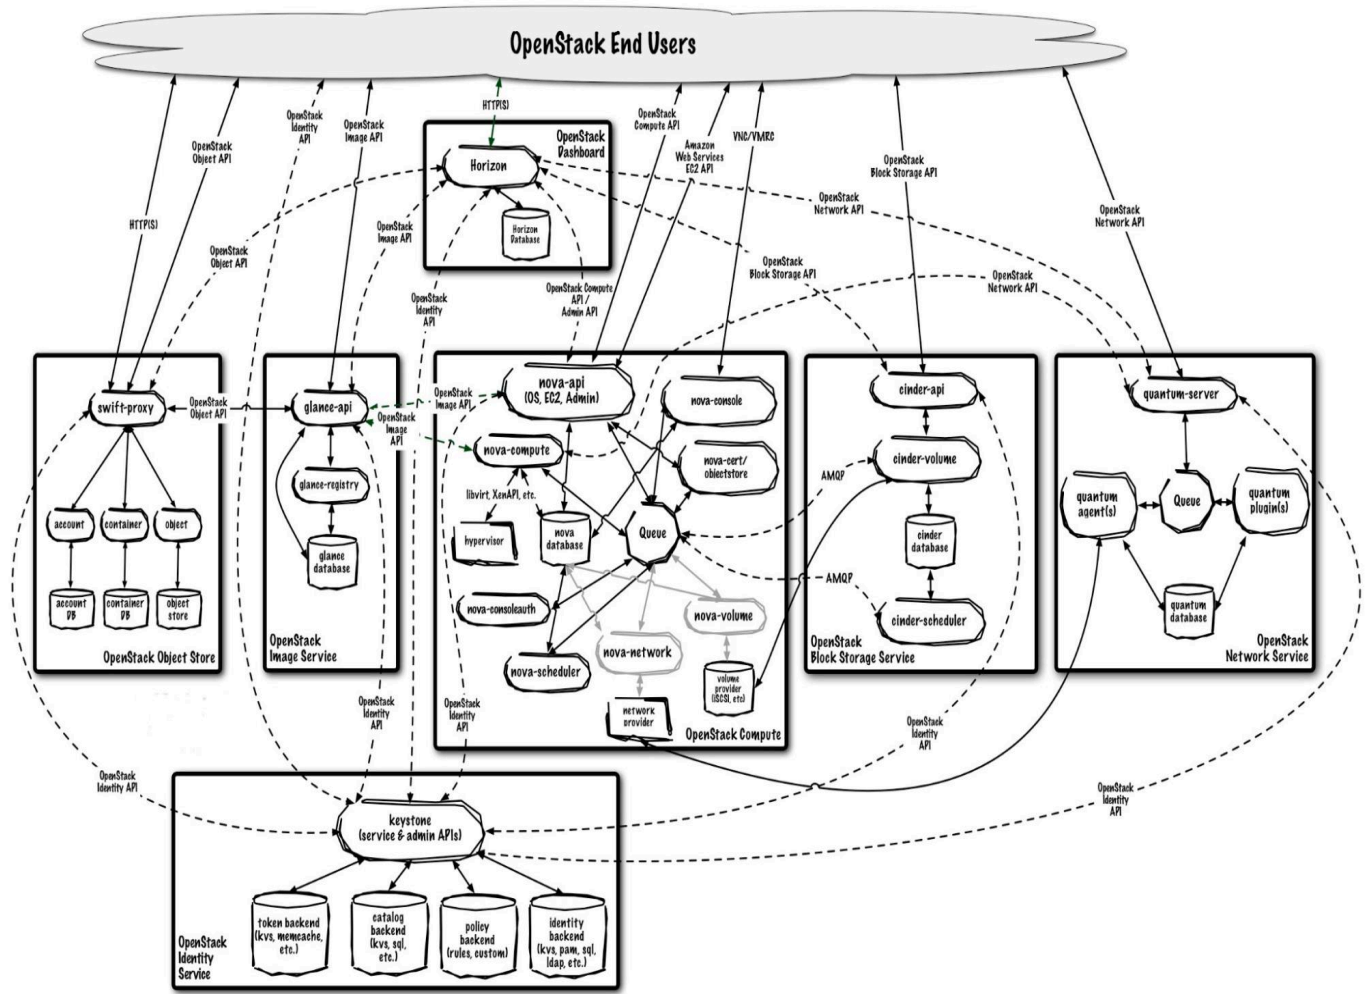 OpenStack End Users
HTTP(S)
OpenStack
Object API
OpenStack
Identity
API
OpenStack
Image API
HTTP(S)
OpenStack
Compute API
Amazon
Web Services
EC2 API
VNC/VMRC
OpenStack
Block Storage API
OpenStack
Network API
OpenStack
Dashboard
Horizon
Horizon
Database
OpenStack
Object API
OpenStack
Image API
OpenStack
Identity
API
OpenStack Compute
API /
Admin API
OpenStack
Block Storage API
OpenStack
Network API
OpenStack
Network API
swift-proxy
account
container
object
account
DB
container
DB
object
store
OpenStack Object Store
OpenStack
Object API
glance-api
glance-registry
glance
database
OpenStack
Image Service
OpenStack
Image API
OpenStack
Image API
nova-api
(OS, EC2, Admin)
nova-console
nova-compute
nova-cert/
objectstore
libvirt, XenAPI, etc.
hypervisor
nova
database
Queue
nova-consoleauth
nova-volume
nova-network
nova-scheduler
volume
provider
(iSCSI, etc)
network
provider
OpenStack Compute
AMQP
AMQP
cinder-api
cinder-volume
cinder
database
cinder-scheduler
OpenStack
Block Storage Service
quantum-server
quantum
agent(s)
Queue
quantum
plugin(s)
quantum
database
OpenStack
Network Service
OpenStack
Identity API
OpenStack
Identity
API
OpenStack
Identity
API
OpenStack
Identity
API
OpenStack
Identity
API
keystone
(service & admin APIs)
token backend
(kvs, memcache,
etc.)
catalog
backend
(kvs, sql,
etc.)
policy
backend
(rules, custom)
identity
backend
(kvs, pam, sql,
ldap, etc.)
OpenStack
Identity
Service